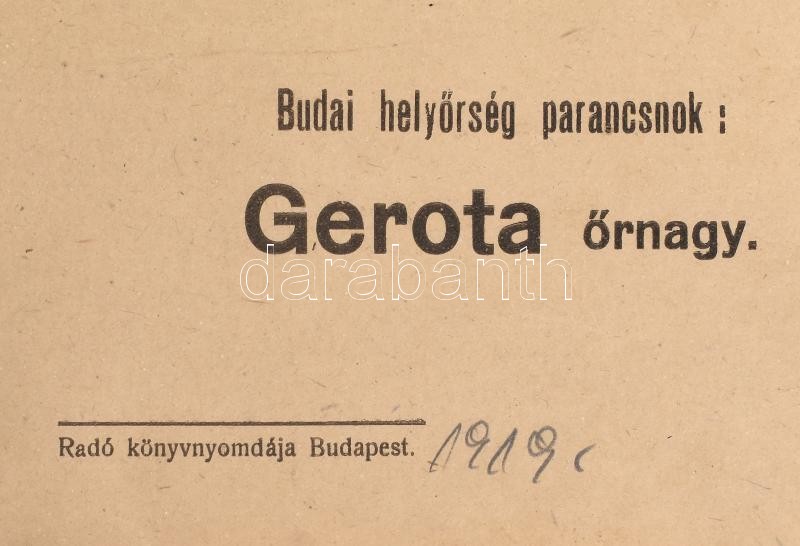 Budai helyőrség parancsnok:
Gerota őrnagy.
darabanth
Radó könyvnyomdája Budapest. 1919.